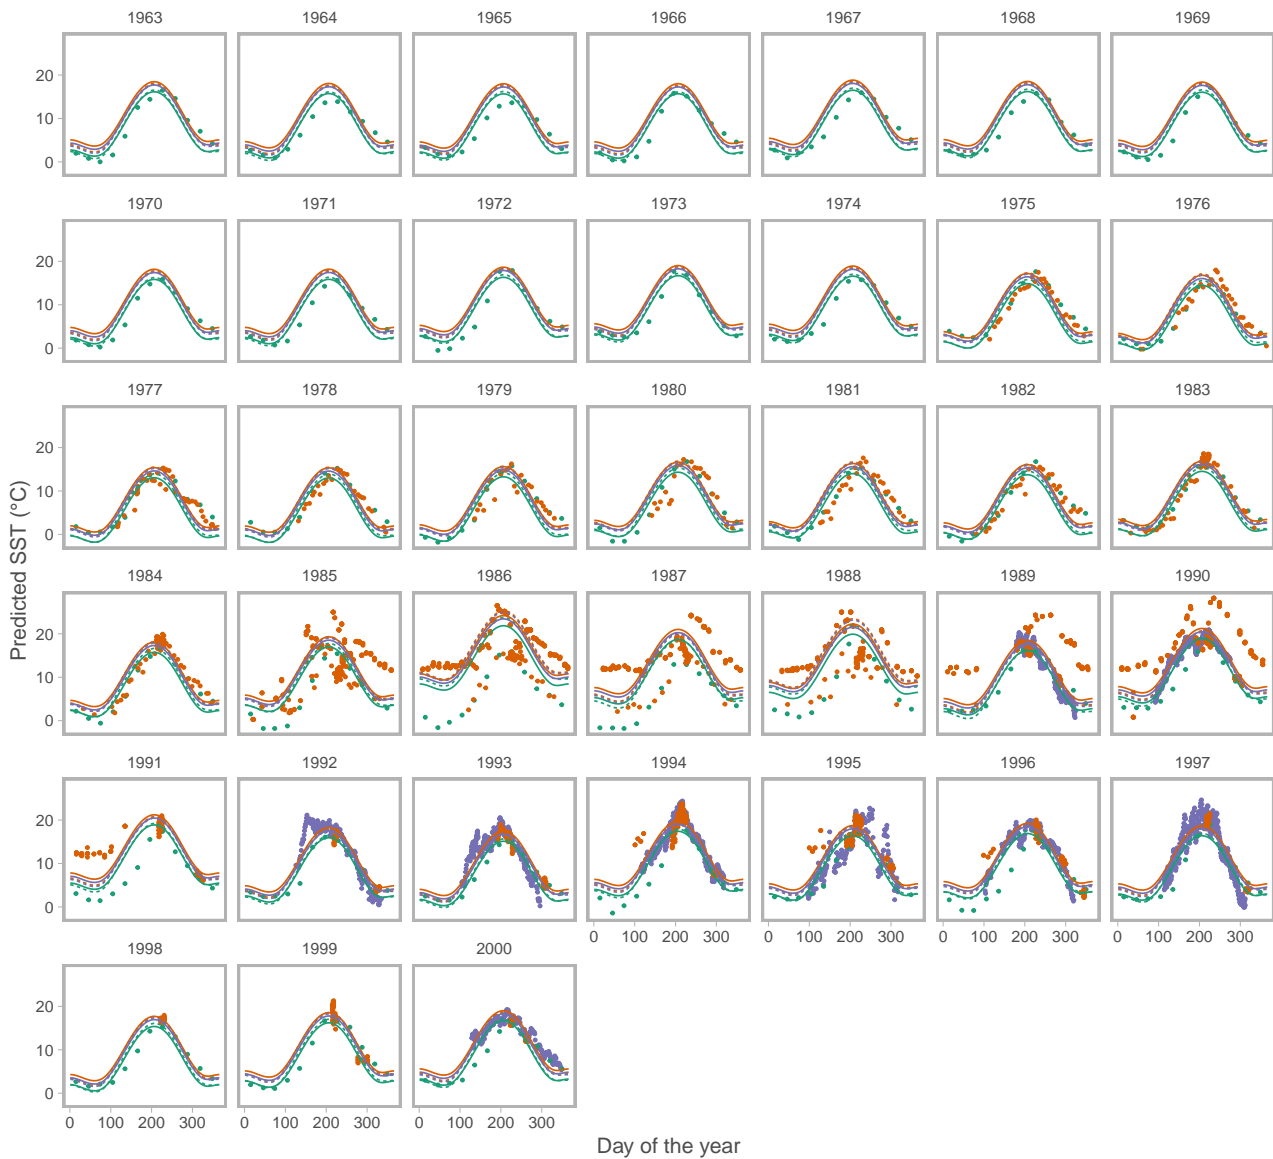 1963 1964 1965 1966 1967 1968 1969
20
10
0
1970 1971 1972 1973 1974 1975 1976
20
10
0
1977 1978 1979 1980 1981 1982 1983
20
10
0
Predicted SST (°C)
1984 1985 1986 1987 1988 1989 1990
20
10
0
1991 1992 1993 1994 1995 1996 1997
20
10
0
0 100 200 300 0 100 200 300 0 100 200 300 0 100 200 300
1998 1999 2000
20
10
0
0 100 200 300 0 100 200 300 0 100 200 300
Day of the year